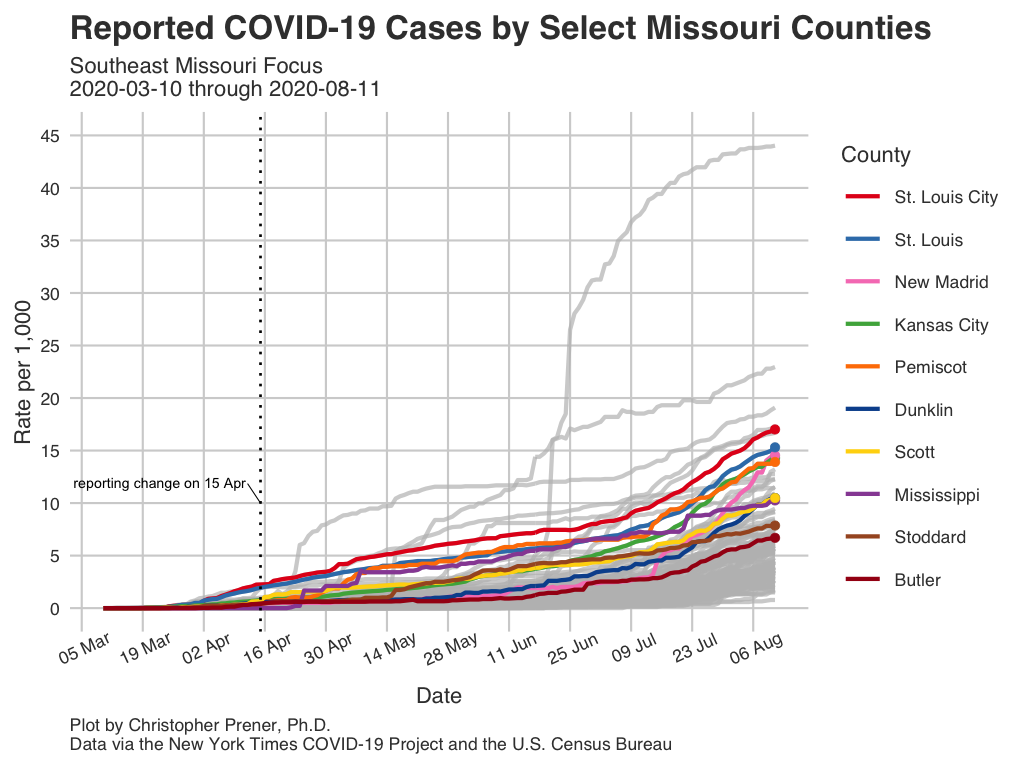 Reported COVID-19 Cases by Select Missouri Counties
Southeast Missouri Focus
2020-03-10 through 2020-08-11
Rate per 1,000
45
40
35
30
25
20
15
10
5
0
reporting change on 15 Apr
05 Mar
19 Mar
02 Apr
16 Apr
30 Apr
14 May
28 May
11 Jun
25 Jun
09 Jul
23 Jul
06 Aug
Date
County
St. Louis City
St. Louis
New Madrid
Kansas City
Pemiscot
Dunklin
Scott
Mississippi
Stoddard
Butler
Plot by Christopher Prener, Ph.D.
Data via the New York Times COVID-19 Project and the U.S. Census Bureau